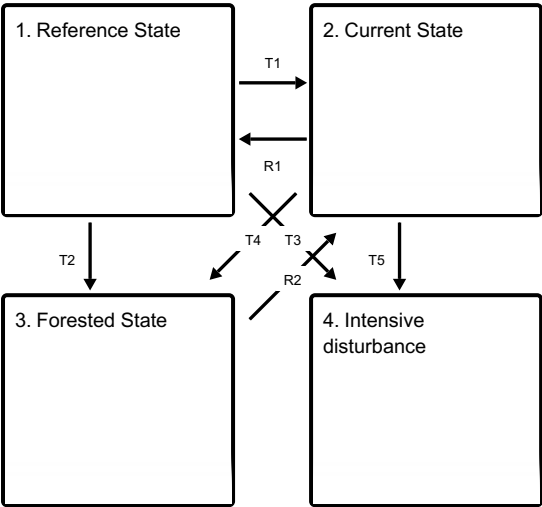 1. Reference State
2. Current State
T1
R1
T4
T3
T2
T5
R2
3. Forested State
4. Intensive
disturbance